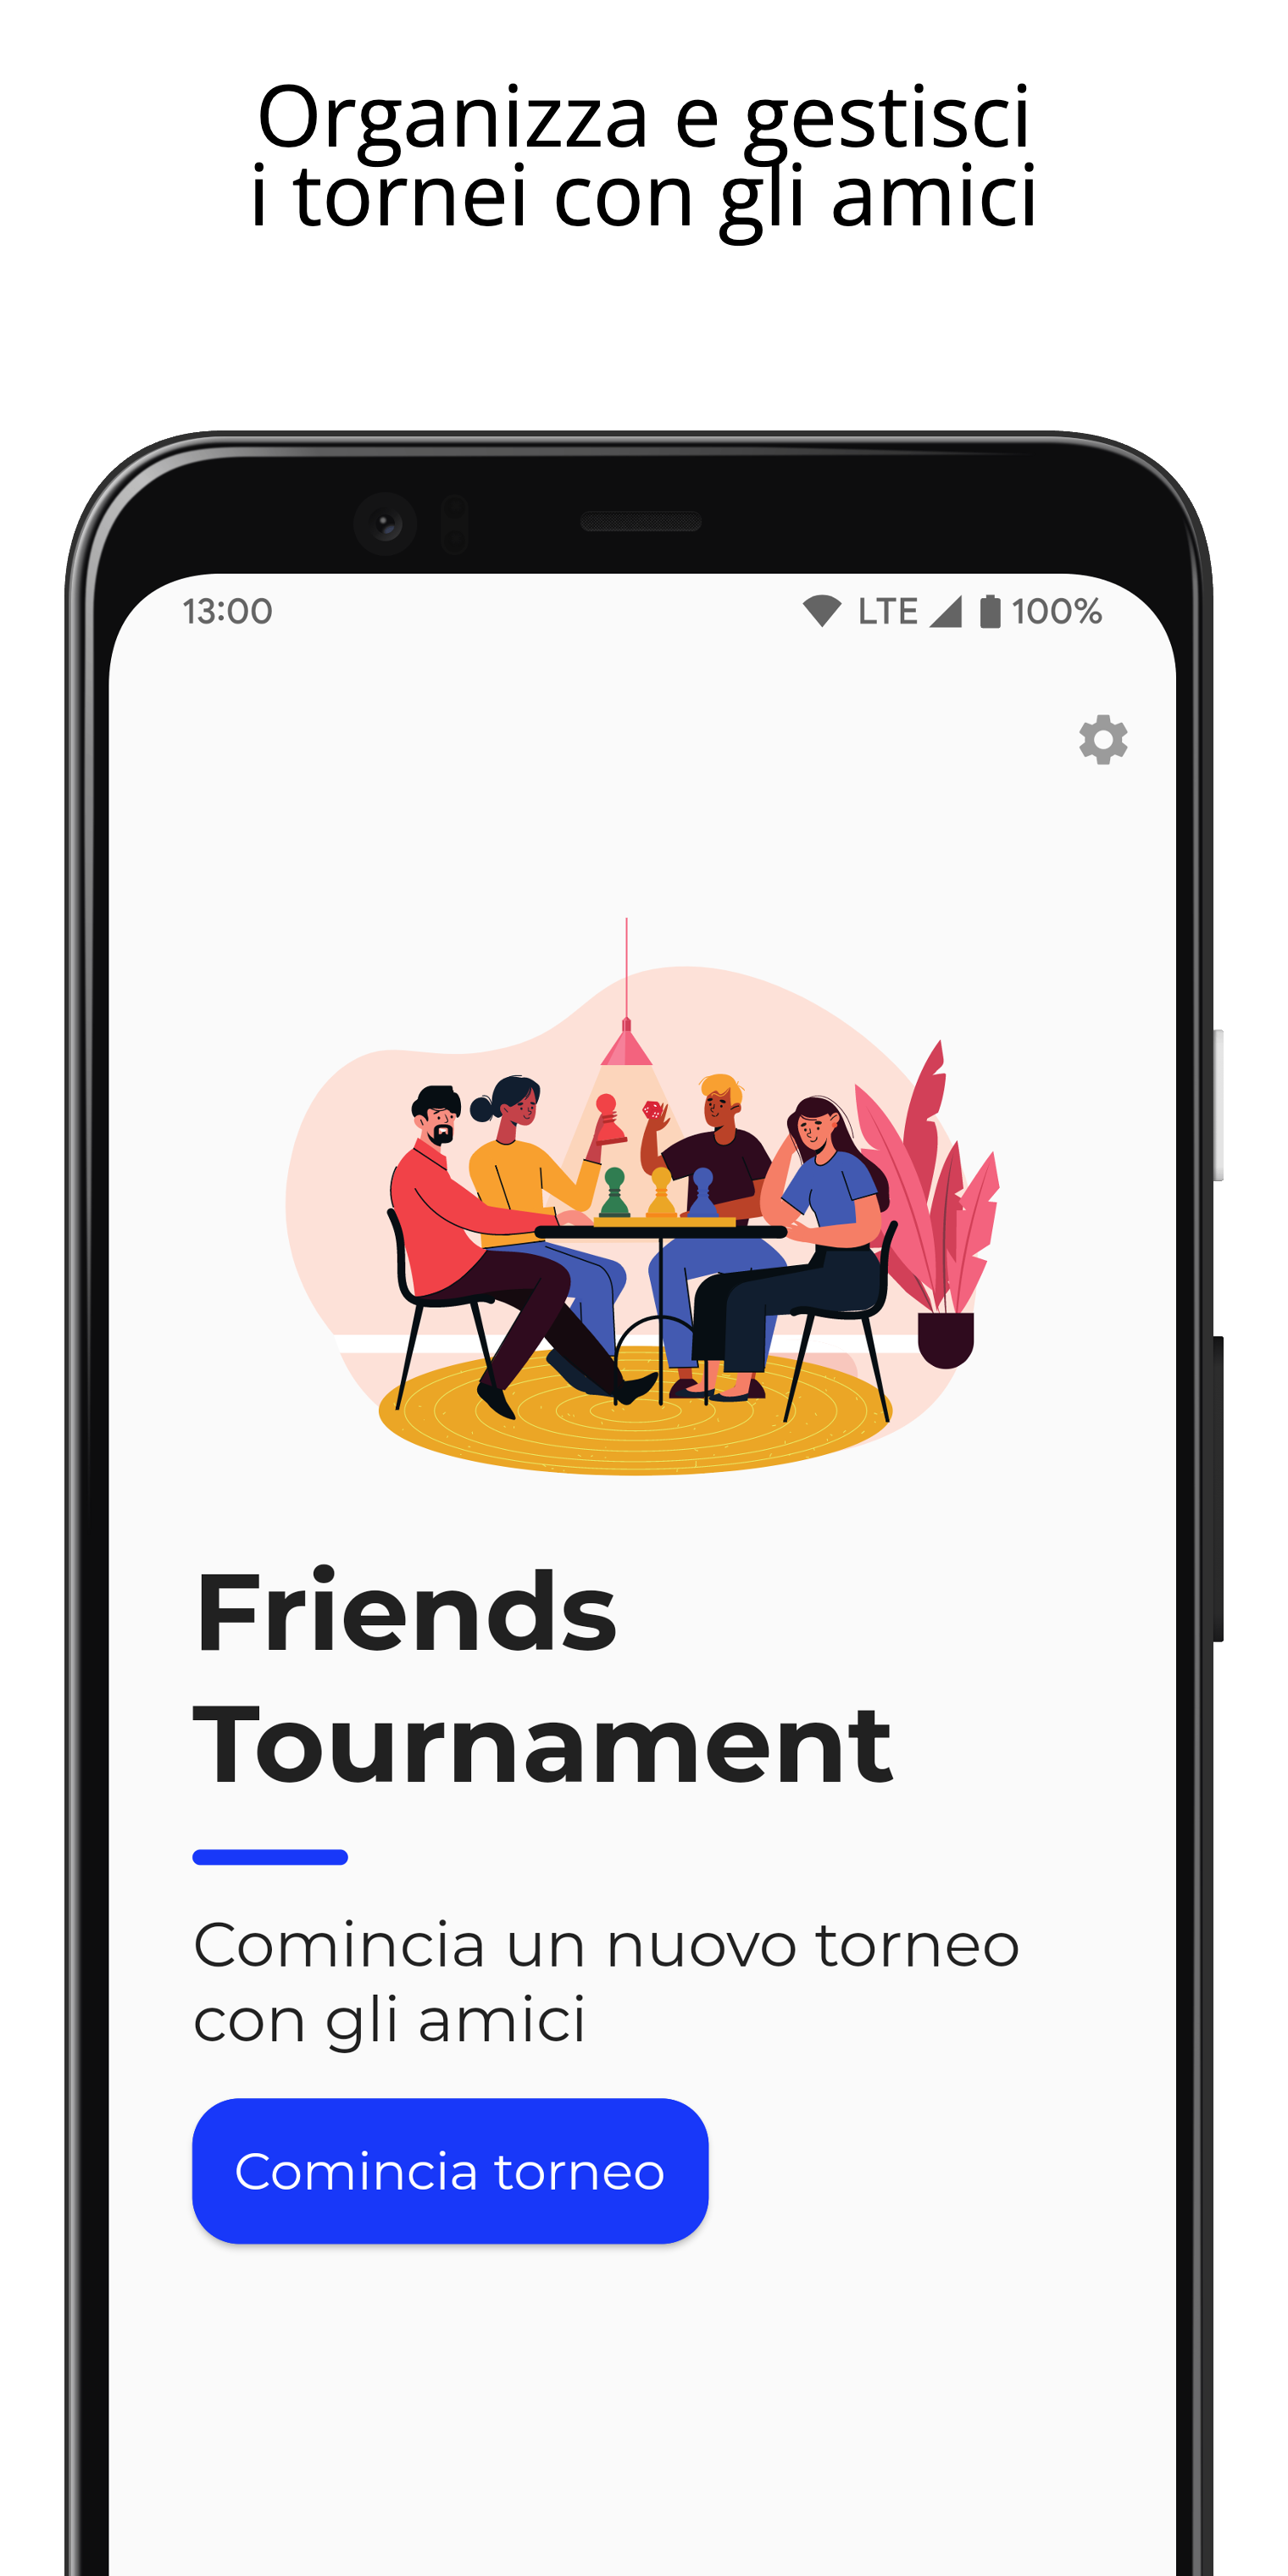 Organizza e gestisci
i tornei con gli amici
13:00 LTE 100%
Friends
Tournament
Comincia un nuovo torneo
con gli amici
Comincia torneo